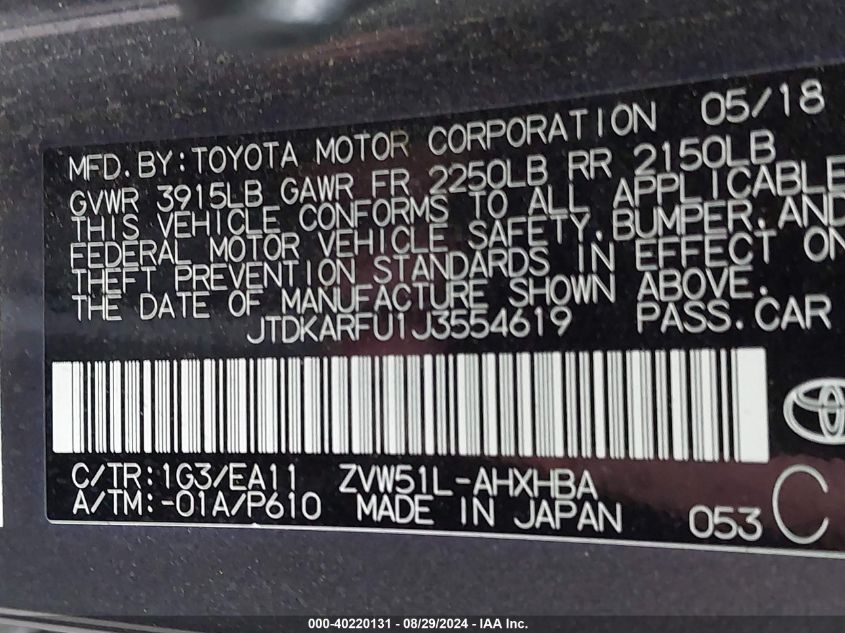 MFD. BY: TOYOTA MOTOR CORPORATION 05/18
GVWR 3915LB GAWR FR 2250LB RR 2150LB
THIS VEHICLE CONFORMS TO ALL APPLICABLE
FEDERAL MOTOR VEHICLE SAFETY, BUMPER, AND
THEFT PREVENTION STANDARDS IN EFFECT ON
THE DATE OF MANUFACTURE SHOWN ABOVE.
JTDKARFU1J3554619 PASS.CAR
C/TR: 1G3/EA11 ZVW51L-AHXHBA
A/TM: -01A/P610 MADE IN JAPAN 053 C
000-40220131 - 08/29/2024 - IAA Inc.